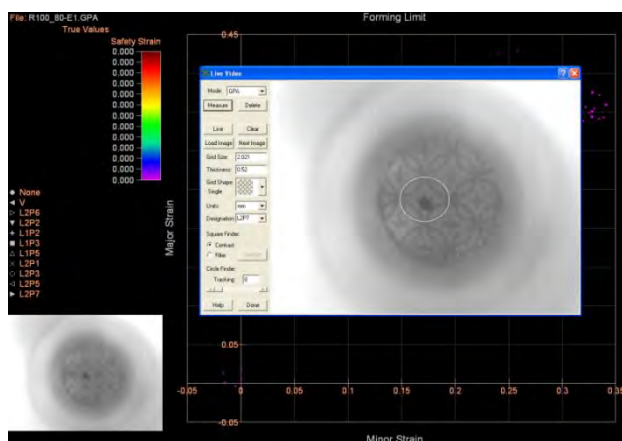 File: R100_80-E1.GPA
Forming Limit
True Values
Safety Strain
0.000
0.000
0.000
0.000
0.000
0.000
0.000
0.000
0.000
0.000
0.000
0.000
0.000
None
V
L2P6
L2P2
L1P2
L1P3
L1P5
L2P1
L2P3
L2P5
L2P7
Major Strain
0.45
0.05
-0.05
-0.05
0
0.05
0.1
0.15
0.2
0.25
0.3
0.35
Minor Strain
Live Video
Mode: GPA
Measure Delete
Live Clear
Load Image Next Image
Grid Size: 2.021
Thickness: 0.52
Grid Shape:
Single
Units: mm
Designation: L2P7
Square Finder:
Contrast
Filter
Circle Finder:
Tracking: 0
Help Done